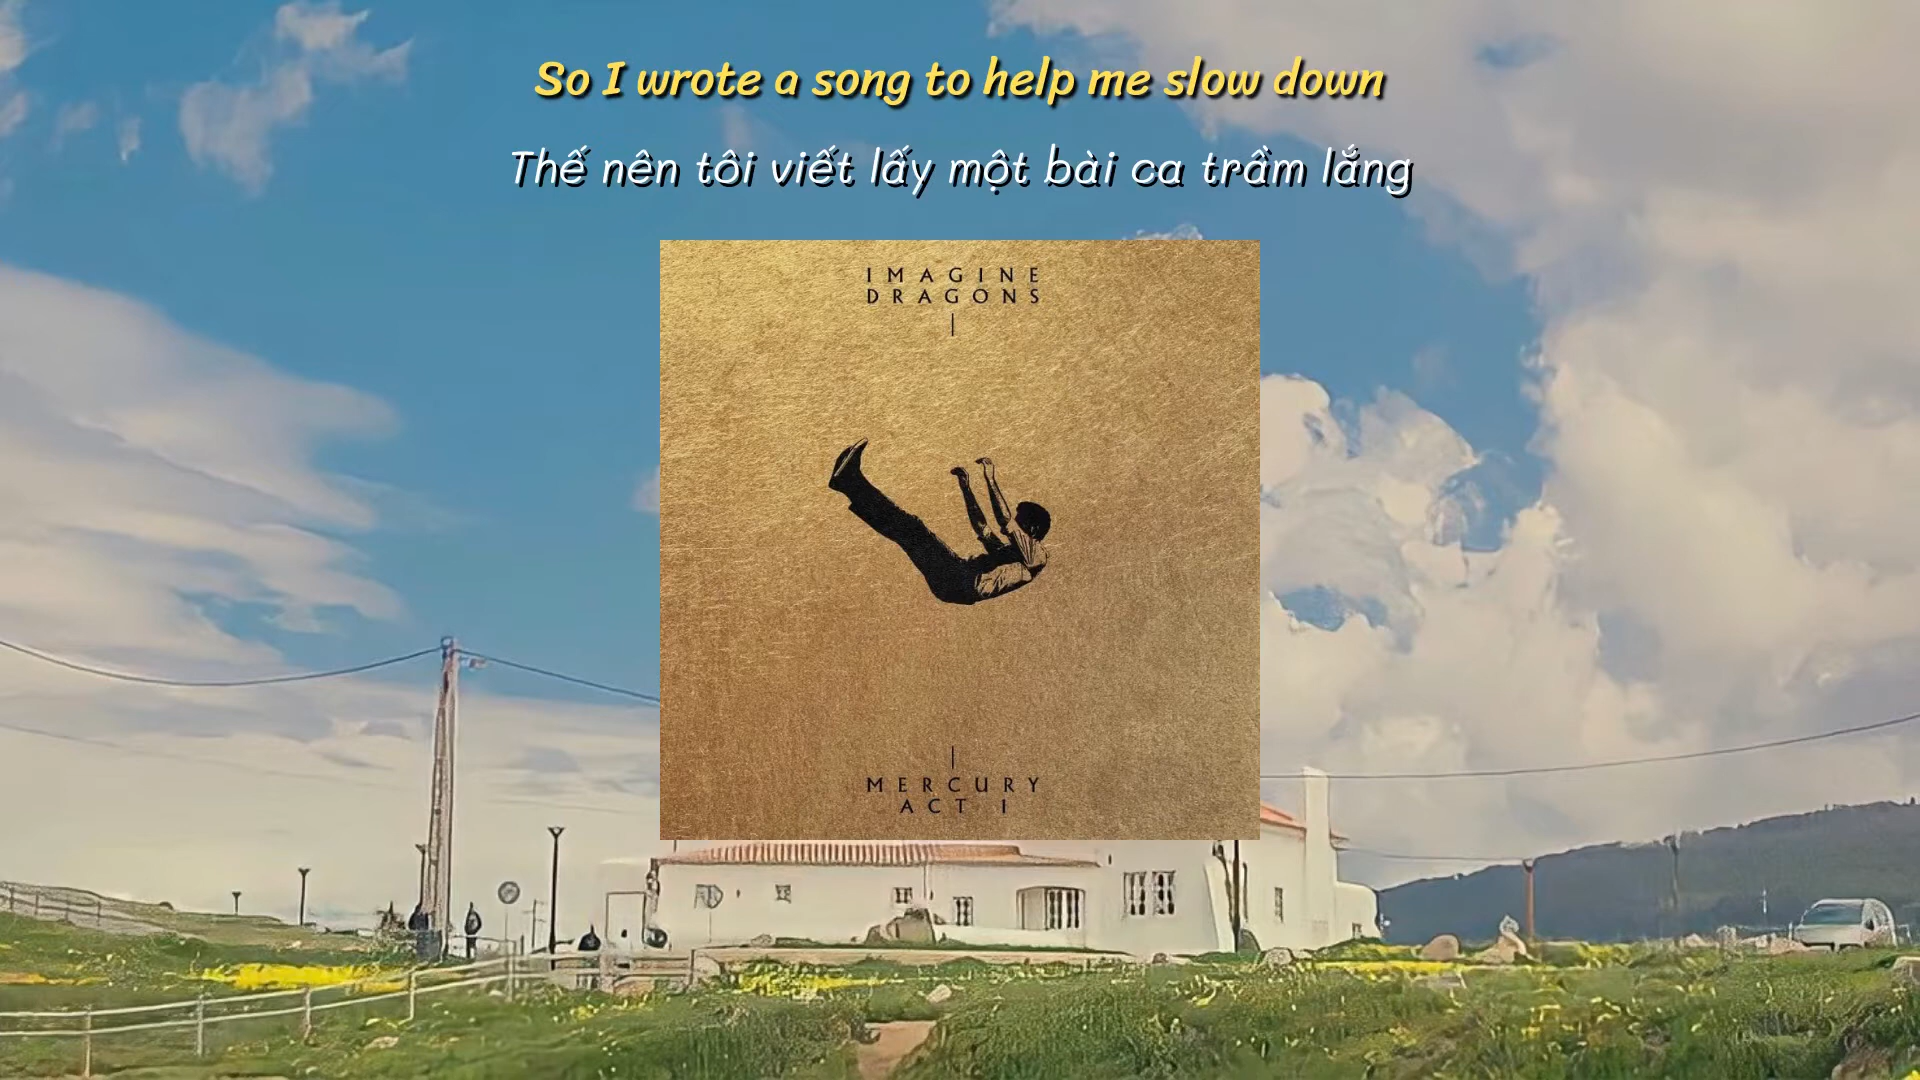 So I wrote a song to help me slow down
Thế nên tôi viết lấy một bài ca trầm lắng
IMAGINE
DRAGONS
MERCURY
ACT I